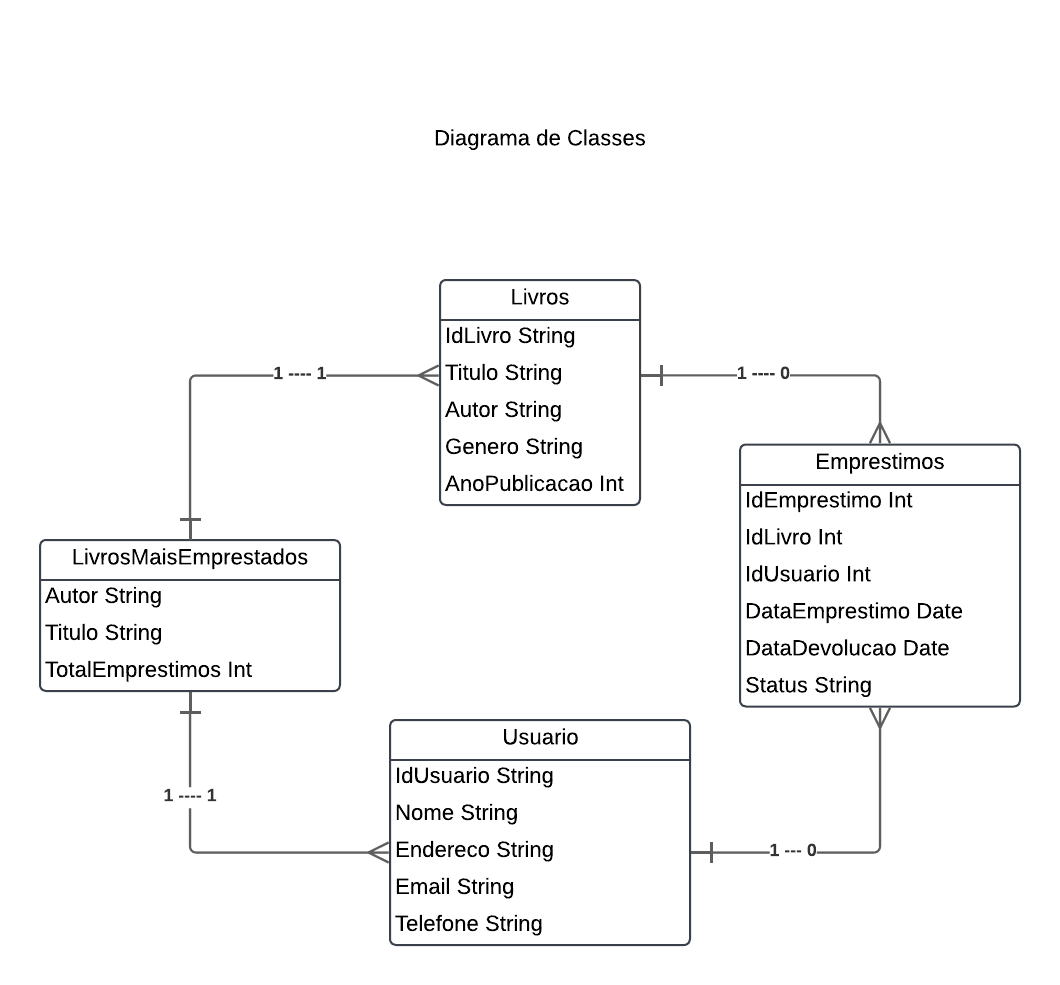 Diagrama de Classes
Livros
IdLivro String
Titulo String
Autor String
Genero String
AnoPublicacao Int
1 ---- 1
1 ---- 0
Emprestimos
IdEmprestimo Int
IdLivro Int
IdUsuario Int
DataEmprestimo Date
DataDevolucao Date
Status String
LivrosMaisEmprestados
Autor String
Titulo String
TotalEmprestimos Int
1 ---- 1
Usuario
IdUsuario String
Nome String
Endereco String
Email String
Telefone String
1 --- 0